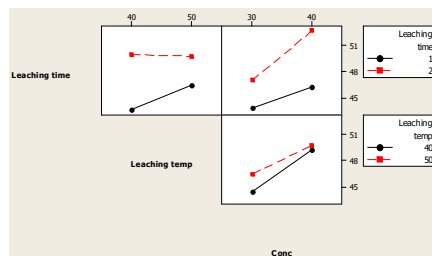 40 50 30 40
Leaching time
51
48
45
Leaching
time
1
2
Leaching temp
51
48
45
Leaching
temp
40
50
Conc